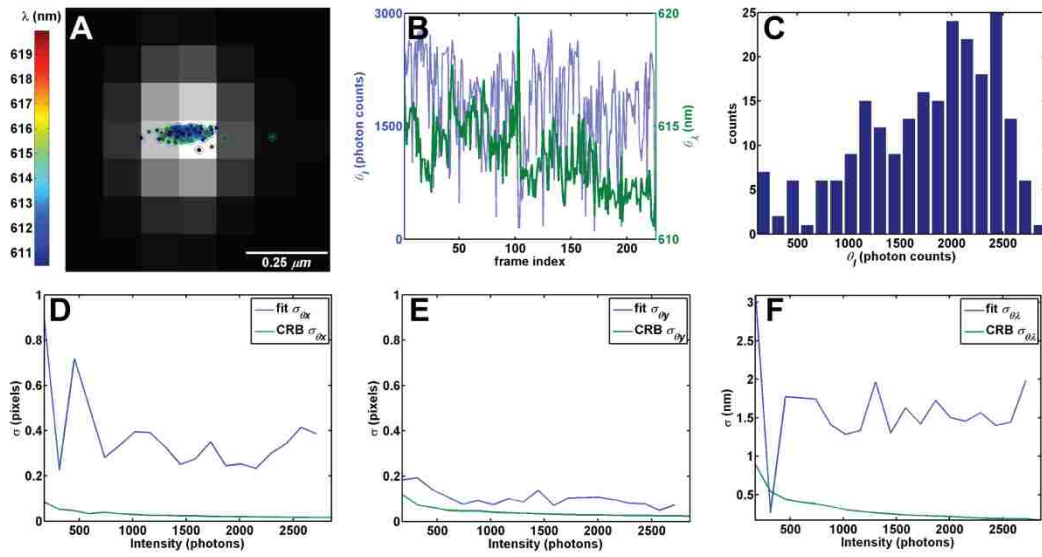 λ (nm)
A
619
618
616
615
614
612
611
0.25 μm
B
3000
1500
0
θI (photon counts)
620
615
610
θλ (nm)
50
100
150
200
frame index
C
25
20
15
10
5
0
counts
500
1000
1500
2000
2500
θI (photon counts)
D
fit σθx
CRB σθx
1
0.8
0.6
0.4
0.2
0
σ (pixels)
500
1000
1500
2000
2500
Intensity (photons)
E
fit σθy
CRB σθy
1
0.8
0.6
0.4
0.2
0
σ (pixels)
500
1000
1500
2000
2500
Intensity (photons)
F
fit σθλ
CRB σθλ
3
2.5
2
1.5
1
0.5
σ (nm)
500
1000
1500
2000
2500
Intensity (photons)